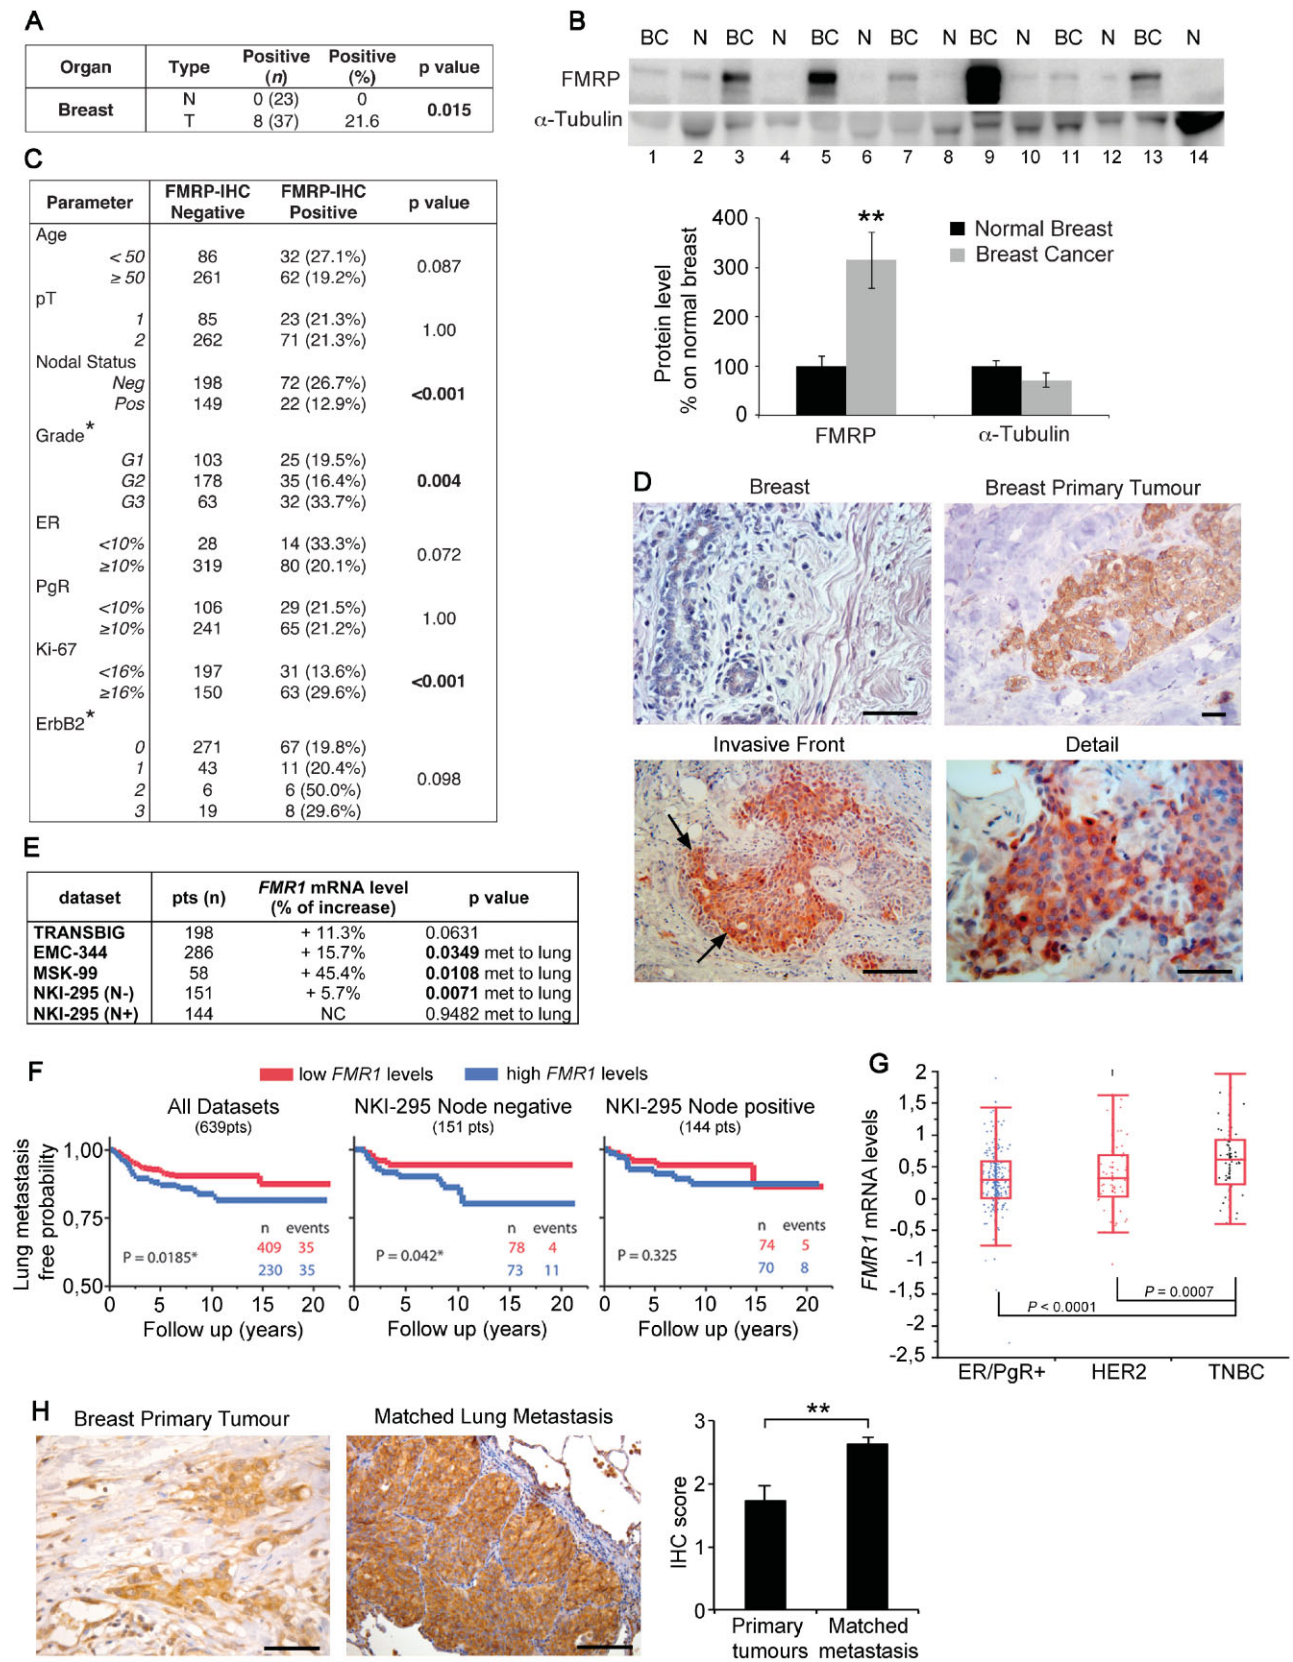 A
Organ Type Positive (n) Positive (%) p value
Breast N 0 (23) 0 0.015
T 8 (37) 21.6
B
BC N BC N BC N BC N BC N BC N BC N
FMRP
α-Tubulin
1 2 3 4 5 6 7 8 9 10 11 12 13 14
Protein level
% on normal breast
400
300
200
100
0
**
Normal Breast
Breast Cancer
FMRP α-Tubulin
C
Parameter FMRP-IHC Negative FMRP-IHC Positive p value
Age
< 50 86 32 (27.1%)
≥ 50 261 62 (19.2%)
0.087
pT
1 85 23 (21.3%)
2 262 71 (21.3%)
1.00
Nodal Status
Neg 198 72 (26.7%)
Pos 149 22 (12.9%)
<0.001
Grade*
G1 103 25 (19.5%)
G2 178 35 (16.4%) 0.004
G3 63 32 (33.7%)
ER
<10% 28 14 (33.3%)
≥10% 319 80 (20.1%)
0.072
PgR
<10% 106 29 (21.5%)
≥10% 241 65 (21.2%)
1.00
Ki-67
<16% 197 31 (13.6%)
≥16% 150 63 (29.6%)
<0.001
ErbB2*
0 271 67 (19.8%)
1 43 11 (20.4%)
2 6 6 (50.0%)
3 19 8 (29.6%)
0.098
D
Breast Breast Primary Tumour
Invasive Front Detail
E
dataset pts (n) FMR1 mRNA level (% of increase) p value
TRANSBIG 198 + 11.3% 0.0631
EMC-344 286 + 15.7% 0.0349 met to lung
MSK-99 58 + 45.4% 0.0108 met to lung
NKI-295 (N-) 151 + 5.7% 0.0071 met to lung
NKI-295 (N+) 144 NC 0.9482 met to lung
F
low FMR1 levels high FMR1 levels
Lung metastasis
free probability
1,00
0,75
0,50
All Datasets
(639pts)
P = 0.0185*
n events
409 35
230 35
0 5 10 15 20
Follow up (years)
NKI-295 Node negative
(151 pts)
P = 0.042*
n events
78 4
73 11
0 5 10 15 20
Follow up (years)
NKI-295 Node positive
(144 pts)
P = 0.325
n events
74 5
70 8
0 5 10 15 20
Follow up (years)
G
FMR1 mRNA levels
2
1,5
1
0,5
0
-0,5
-1
-1,5
-2
-2,5
P = 0.0007
P < 0.0001
ER/PgR+ HER2 TNBC
H
Breast Primary Tumour Matched Lung Metastasis
IHC score
3
2
1
0
**
Primary tumours
Matched metastasis